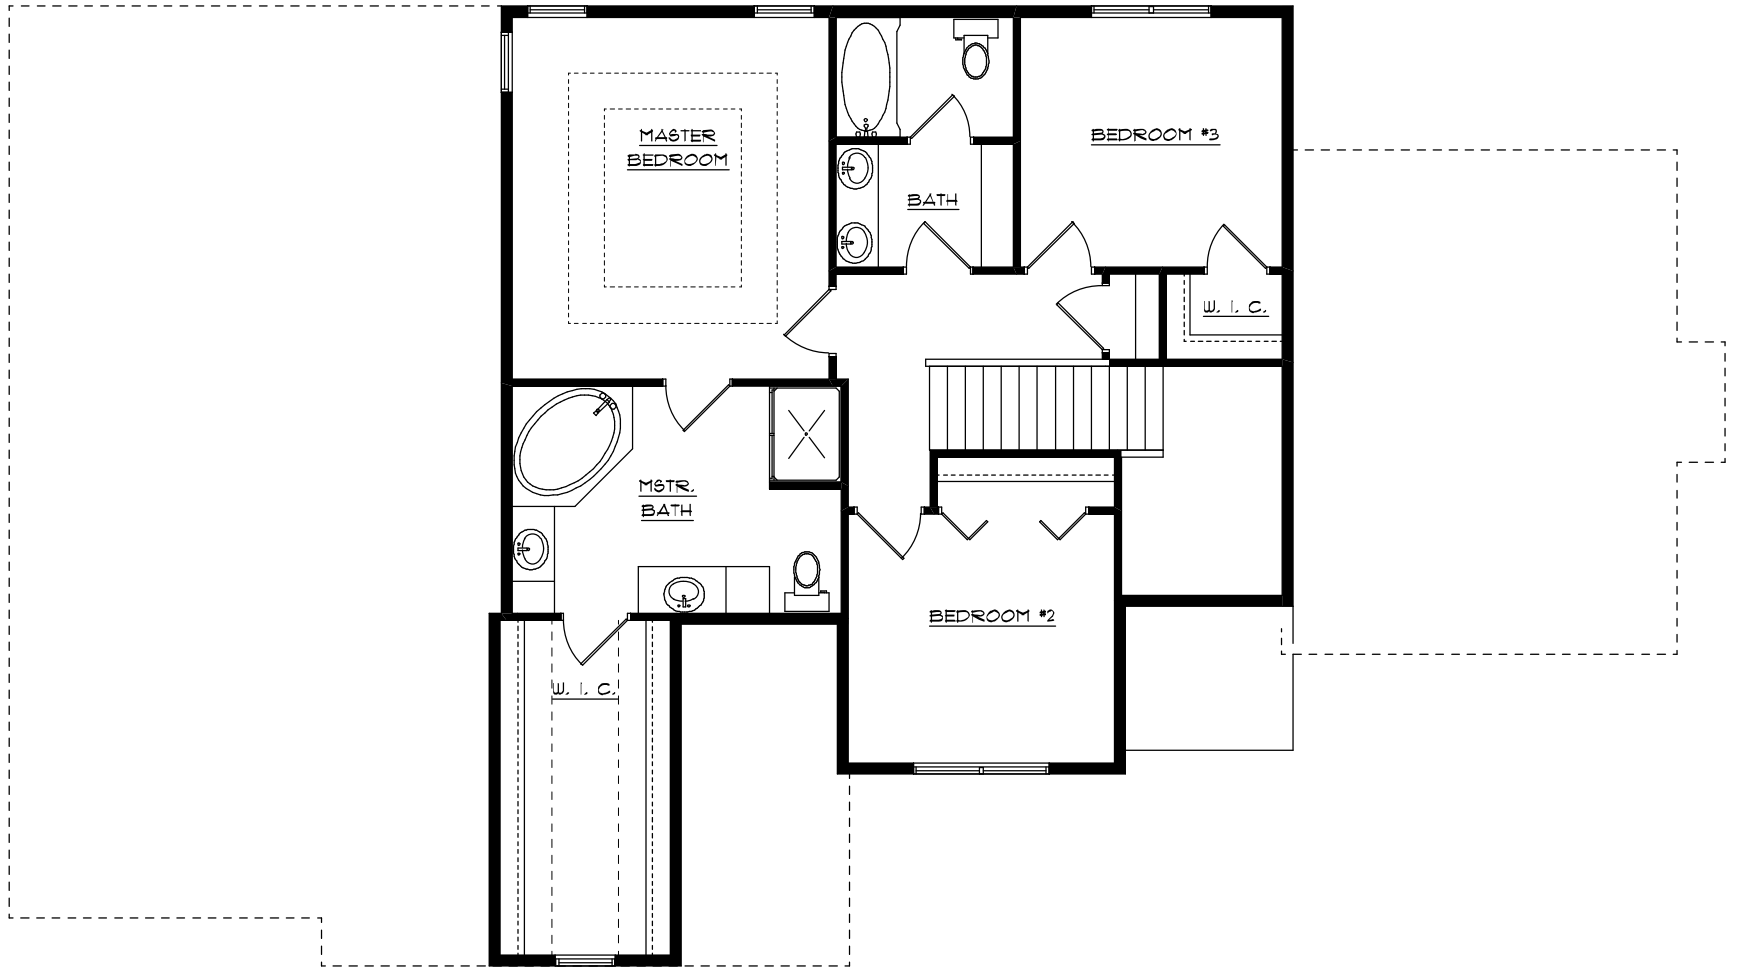 MASTER
BEDROOM
BEDROOM #3
BATH
W. I. C.
MSTR.
BATH
BEDROOM #2
W. I. C.